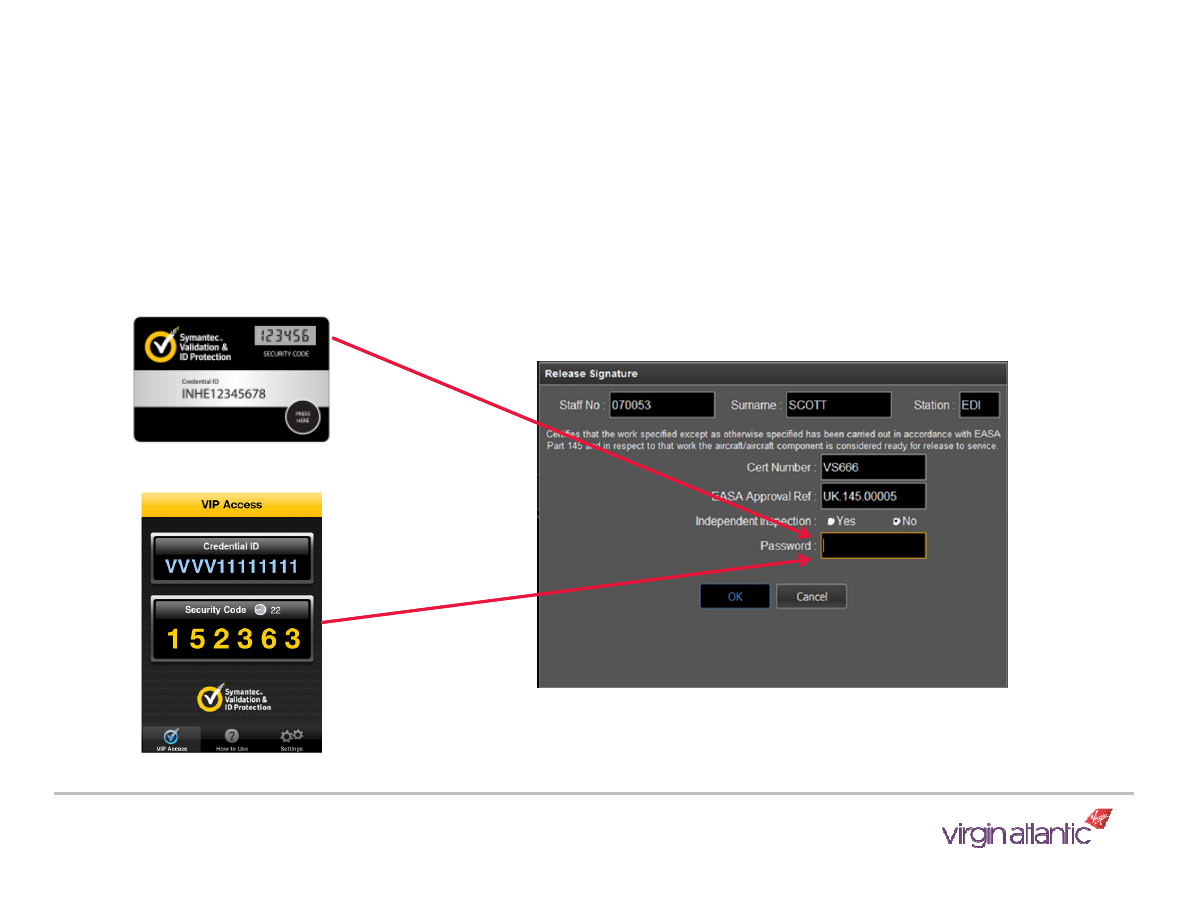 Symantec™
Validation &
ID Protection
123456
SECURITY CODE
Credential ID
INHE12345678
PRESS
HERE
VIP Access
Credential ID
VVVV11111111
Security Code 22
152363
Symantec™
Validation &
ID Protection
VIP Access How to Use Settings
Release Signature
Staff No : 070053 Surname : SCOTT Station : EDI
Certifies that the work specified except as otherwise specified has been carried out in accordance with EASA
Part 145 and in respect to that work the aircraft/aircraft component is considered ready for release to service.
Cert Number : VS666
EASA Approval Ref : UK.145.00005
Independent Inspection : Yes No
Password :
OK Cancel
virgin atlantic
Virgin